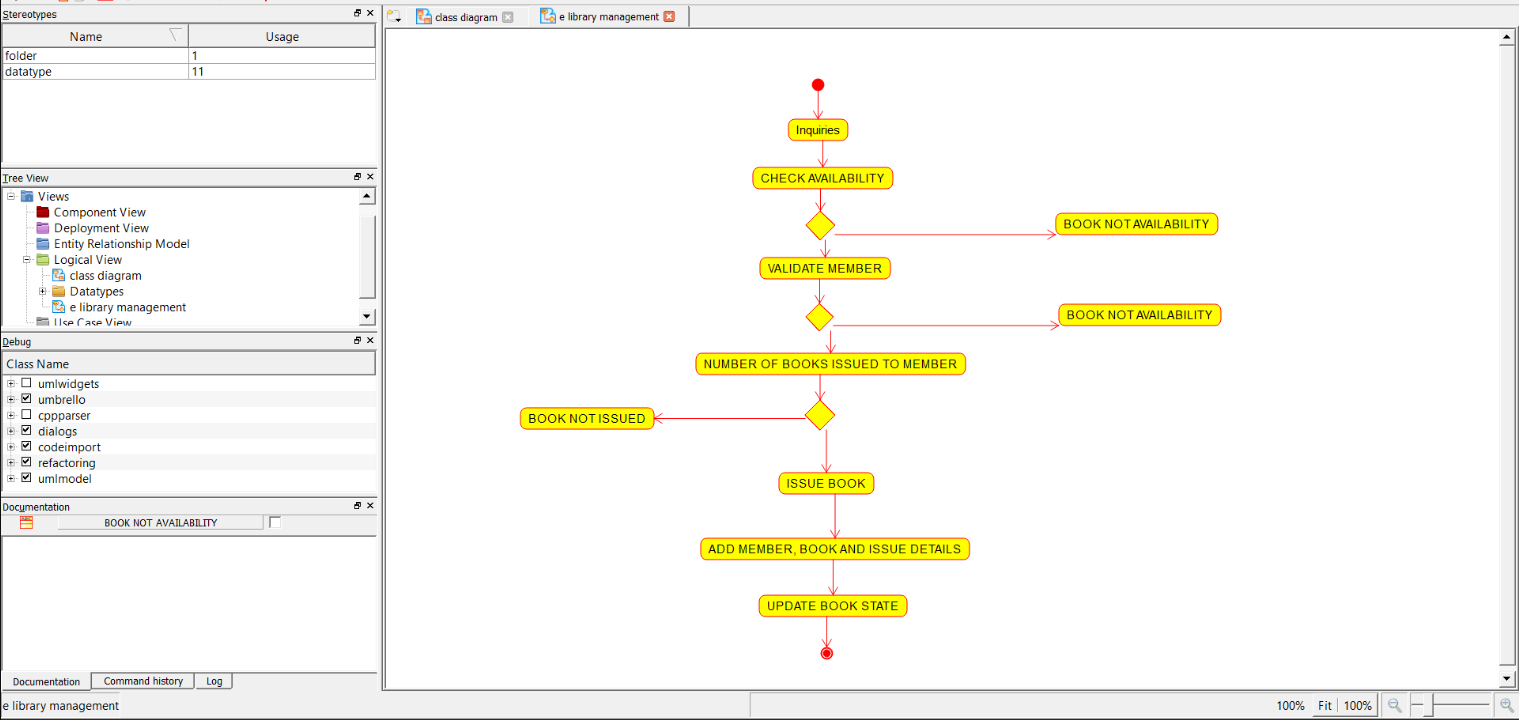 Stereotypes
Name Usage
folder 1
datatype 11
Tree View
Views
Component View
Deployment View
Entity Relationship Model
Logical View
class diagram
Datatypes
e library management
Use Case View
Debug
Class Name
umlwidgets
umbrello
cppparser
dialogs
codeimport
refactoring
umlmodel
Documentation
BOOK NOT AVAILABILITY
Documentation Command history Log
e library management
class diagram e library management
Inquiries
CHECK AVAILABILITY
BOOK NOT AVAILABILITY
VALIDATE MEMBER
BOOK NOT AVAILABILITY
NUMBER OF BOOKS ISSUED TO MEMBER
BOOK NOT ISSUED
ISSUE BOOK
ADD MEMBER, BOOK AND ISSUE DETAILS
UPDATE BOOK STATE
100% Fit 100%